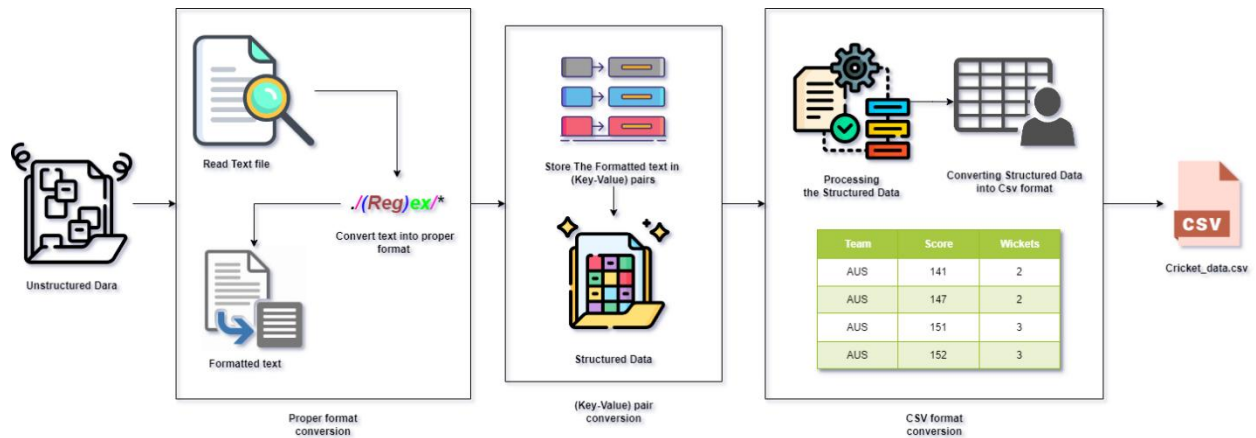 Unstructured Dara
Read Text file
./(Reg)ex/*
Convert text into proper
format
Formatted text
Proper format
conversion
Store The Formatted text in
(Key-Value) pairs
Structured Data
(Key-Value) pair
conversion
Processing
the Structured Data
Converting Structured Data
into Csv format
Team Score Wickets
AUS 141 2
AUS 147 2
AUS 151 3
AUS 152 3
CSV format
conversion
CSV
Cricket_data.csv